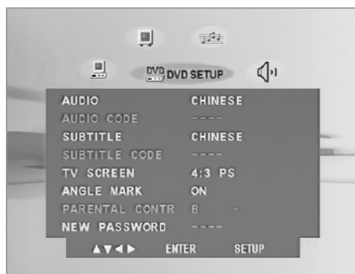 DVD DVD SETUP
AUDIO CHINESE
AUDIO CODE ----
SUBTITLE CHINESE
SUBTITLE CODE ----
TV SCREEN 4:3 PS
ANGLE MARK ON
PARENTAL CONTR 8 -
NEW PASSWORD ----
▲▼◀▶ ENTER SETUP